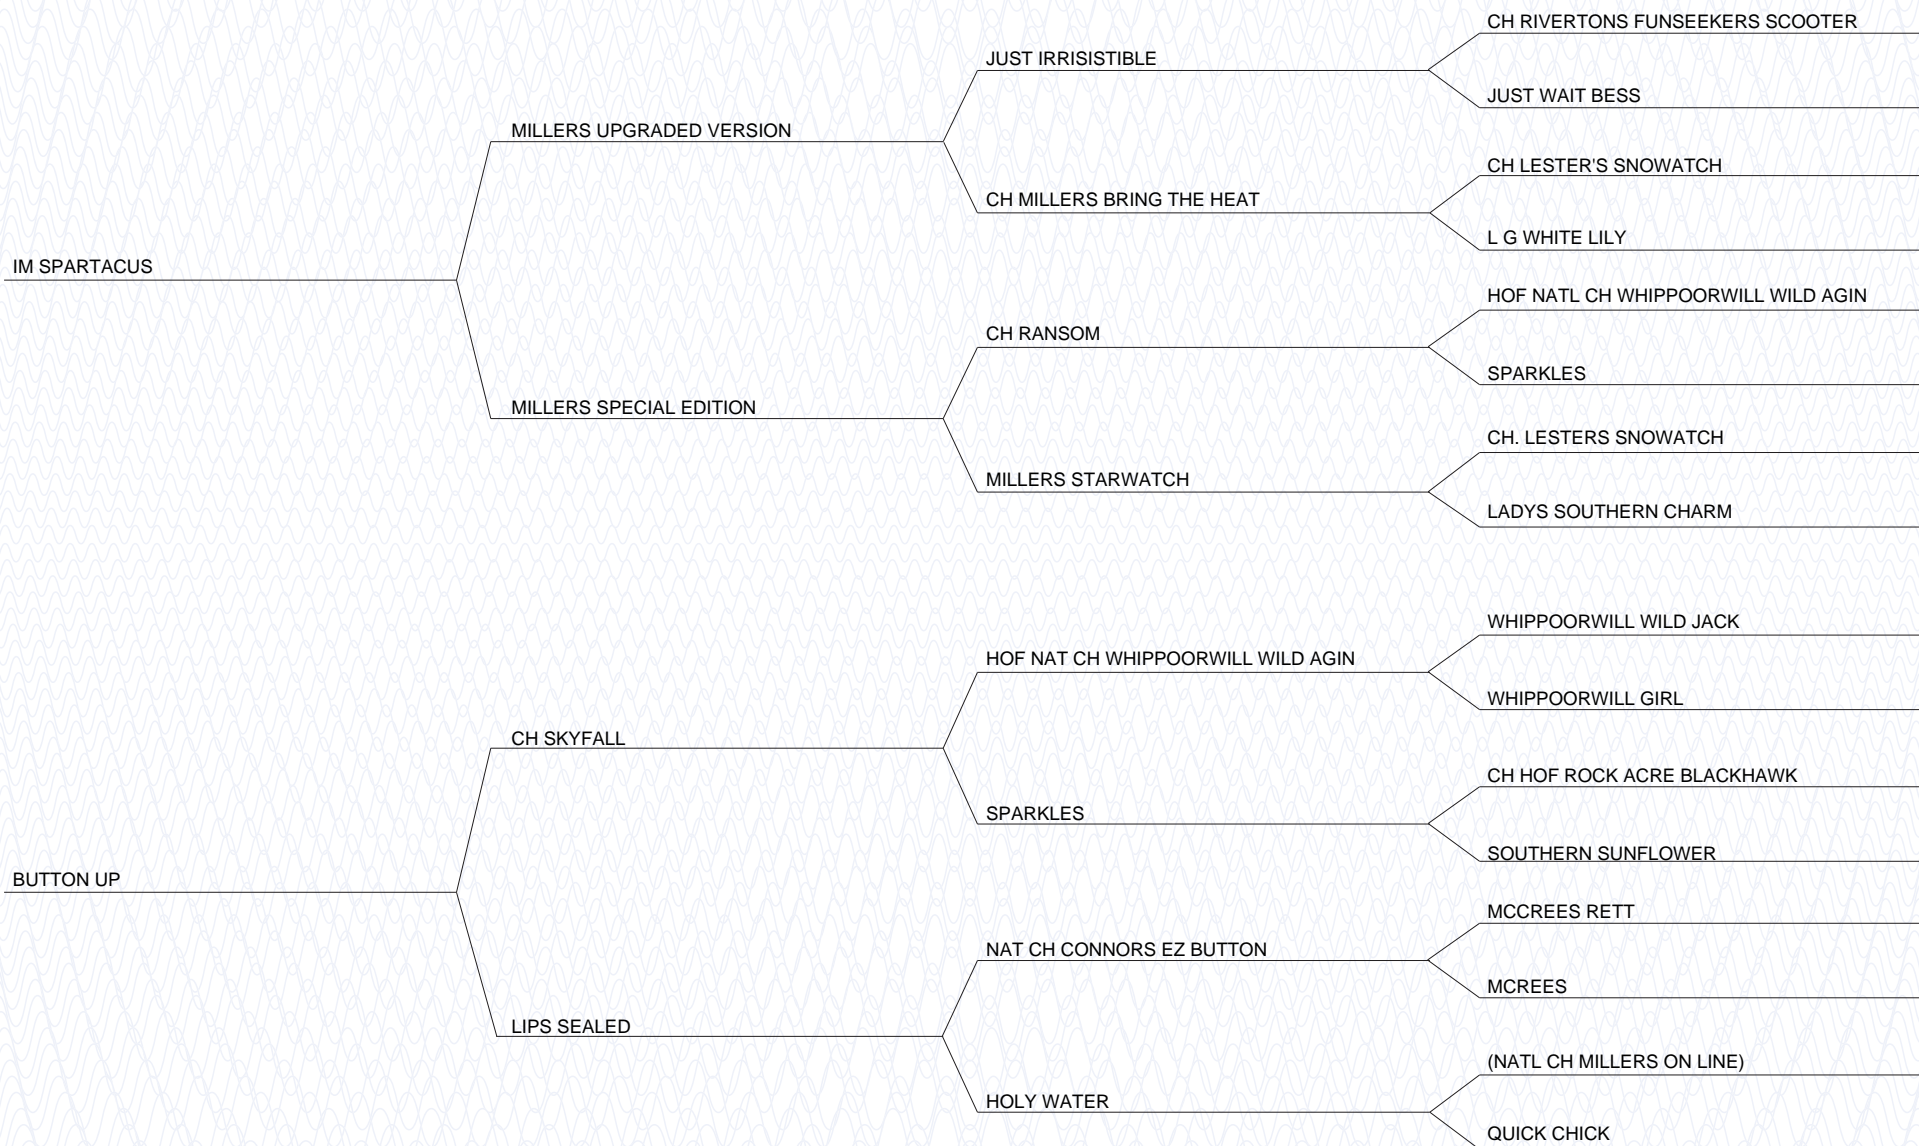 CH RIVERTONS FUNSEEKERS SCOOTER
JUST IRRISISTIBLE
JUST WAIT BESS
MILLERS UPGRADED VERSION
CH LESTER'S SNOWATCH
CH MILLERS BRING THE HEAT
L G WHITE LILY
IM SPARTACUS
HOF NATL CH WHIPPOORWILL WILD AGIN
CH RANSOM
SPARKLES
MILLERS SPECIAL EDITION
CH. LESTERS SNOWATCH
MILLERS STARWATCH
LADYS SOUTHERN CHARM
WHIPPOORWILL WILD JACK
HOF NAT CH WHIPPOORWILL WILD AGIN
WHIPPOORWILL GIRL
CH SKYFALL
CH HOF ROCK ACRE BLACKHAWK
SPARKLES
SOUTHERN SUNFLOWER
BUTTON UP
MCCREES RETT
NAT CH CONNORS EZ BUTTON
MCREES
LIPS SEALED
(NATL CH MILLERS ON LINE)
HOLY WATER
QUICK CHICK